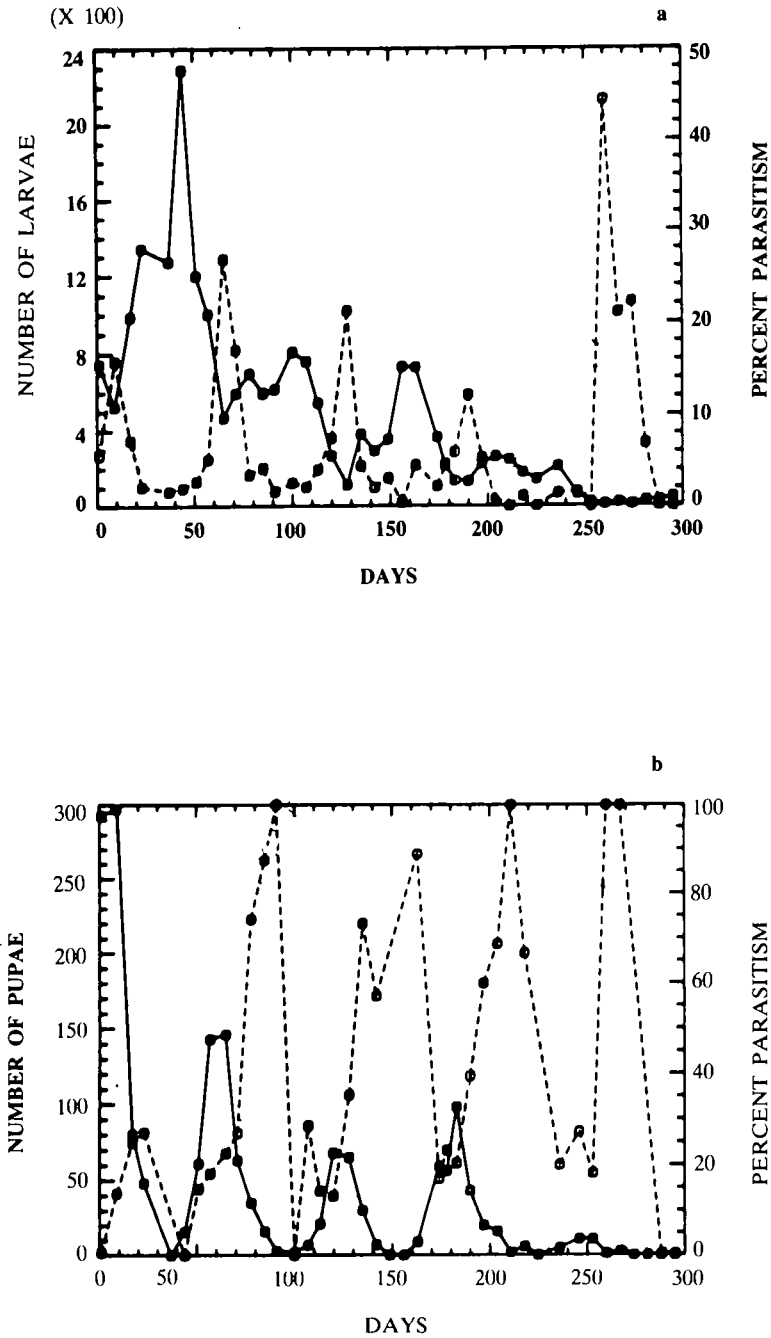 (X 100)
a
24
20
16
12
8
4
0
NUMBER OF LARVAE
50
40
30
20
10
0
PERCENT PARASITISM
0 50 100 150 200 250 300
DAYS
b
300
250
200
150
100
50
0
NUMBER OF PUPAE
100
80
60
40
20
0
PERCENT PARASITISM
0 50 100 150 200 250 300
DAYS